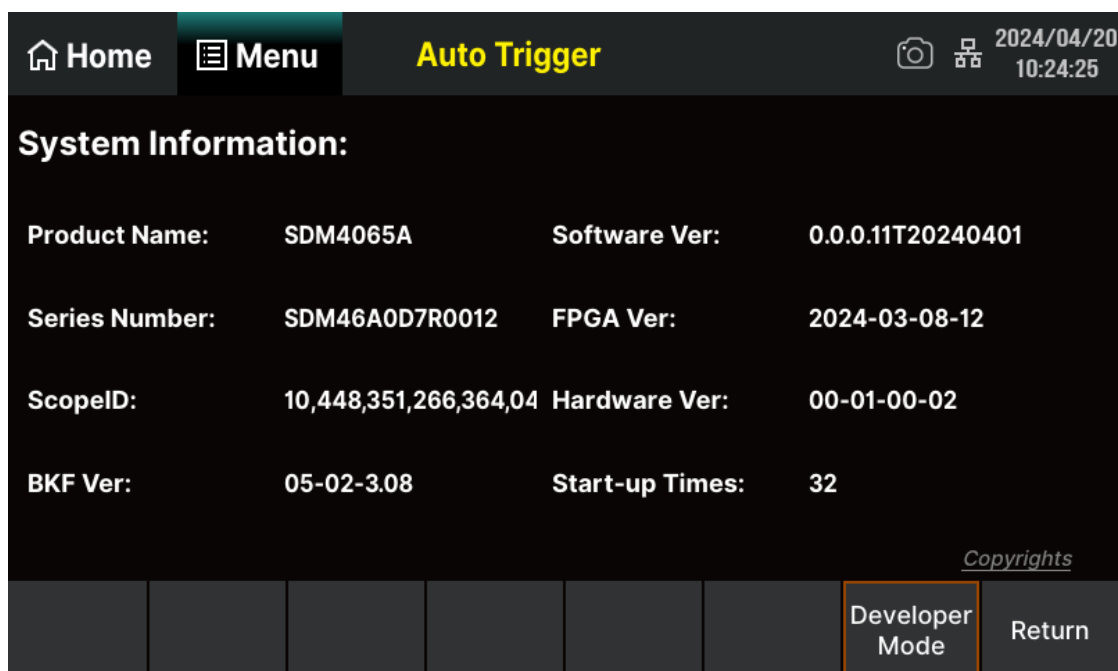 Home Menu Auto Trigger 2024/04/20
10:24:25
System Information:
Product Name: SDM4065A Software Ver: 0.0.0.11T20240401
Series Number: SDM46A0D7R0012 FPGA Ver: 2024-03-08-12
ScopeID: 10,448,351,266,364,04 Hardware Ver: 00-01-00-02
BKF Ver: 05-02-3.08 Start-up Times: 32
Copyrights
Developer
Mode
Return